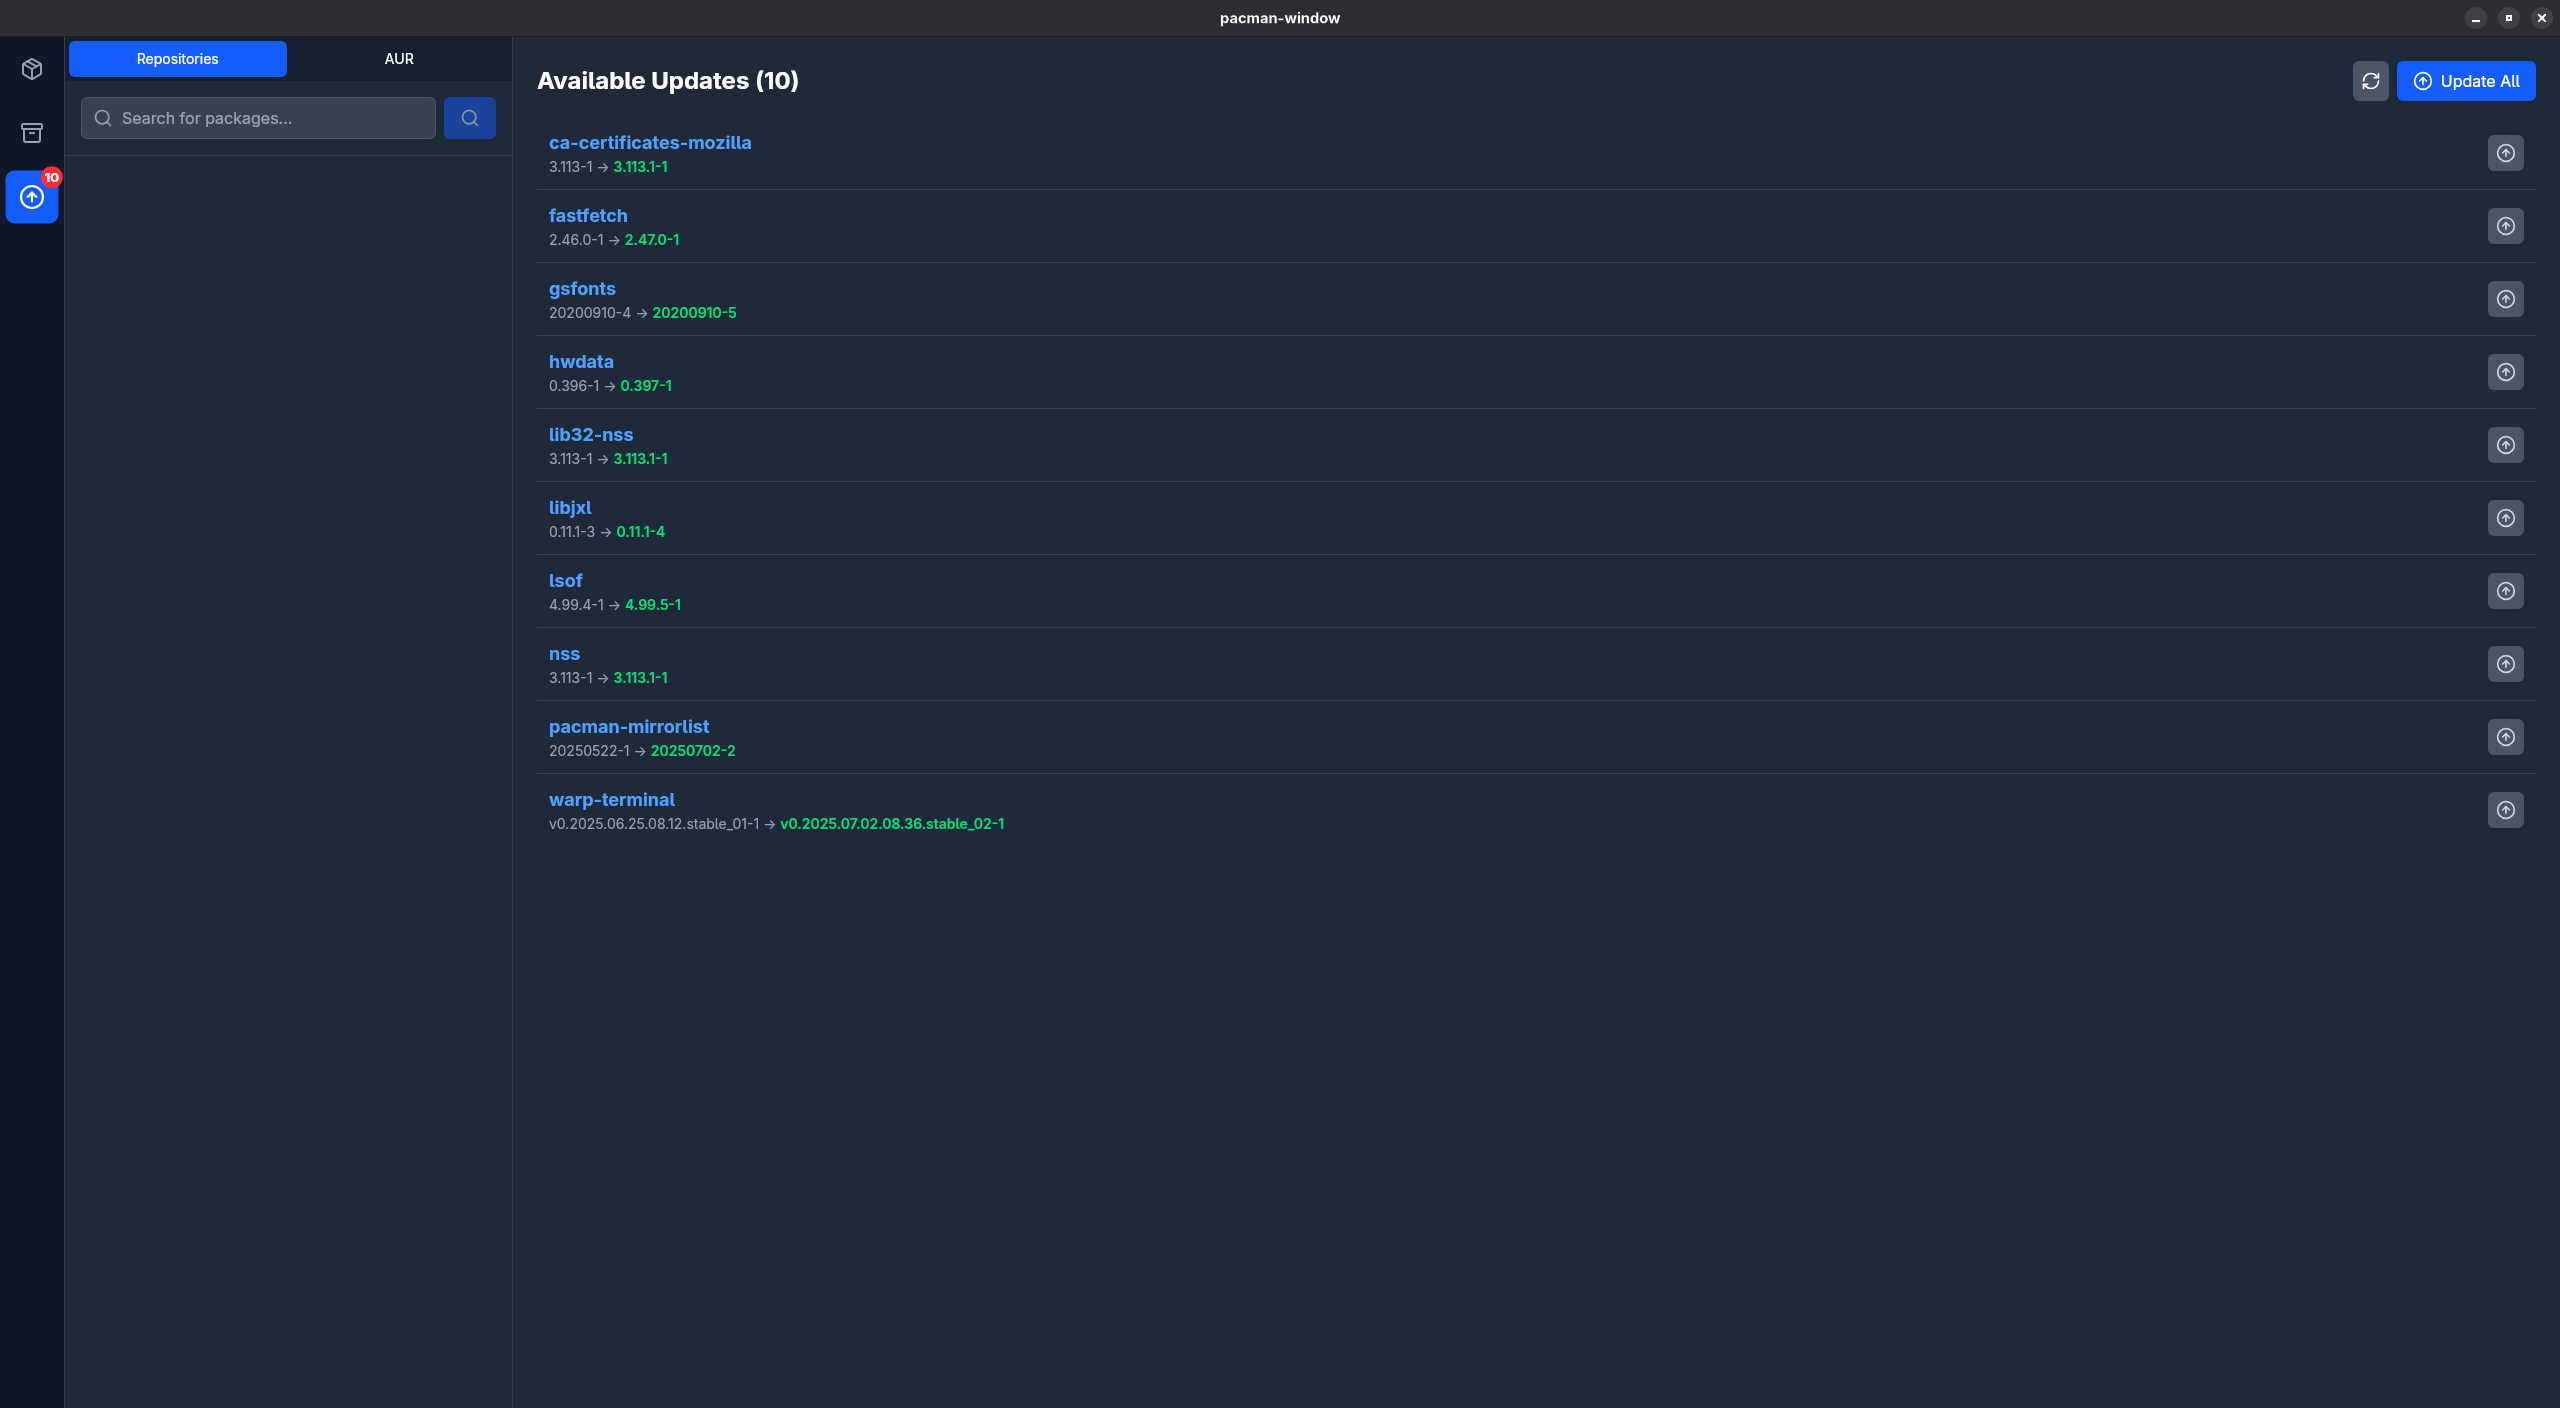 pacman-window
Repositories
AUR
Search for packages...
10
Available Updates (10)
Update All
ca-certificates-mozilla
3.113-1 → 3.113.1-1
fastfetch
2.46.0-1 → 2.47.0-1
gsfonts
20200910-4 → 20200910-5
hwdata
0.396-1 → 0.397-1
lib32-nss
3.113-1 → 3.113.1-1
libjxl
0.11.1-3 → 0.11.1-4
lsof
4.99.4-1 → 4.99.5-1
nss
3.113-1 → 3.113.1-1
pacman-mirrorlist
20250522-1 → 20250702-2
warp-terminal
v0.2025.06.25.08.12.stable_01-1 → v0.2025.07.02.08.36.stable_02-1